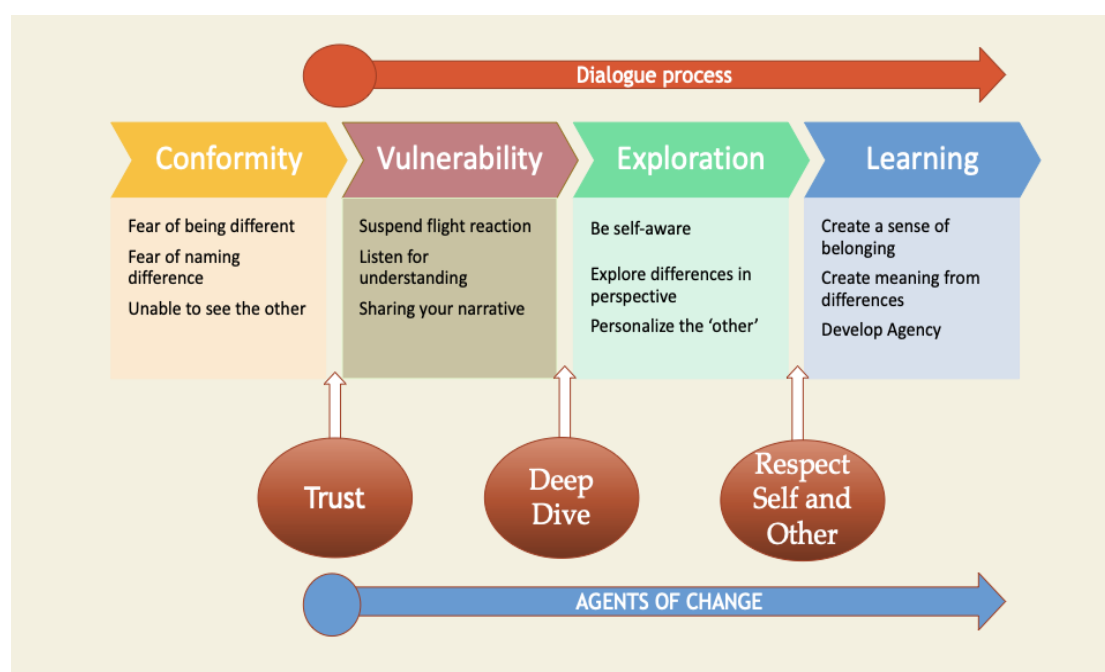 Dialogue process
Conformity
Vulnerability
Exploration
Learning
Fear of being different
Fear of naming
difference
Unable to see the other
Suspend flight reaction
Listen for
understanding
Sharing your narrative
Be self-aware
Explore differences in
perspective
Personalize the ‘other’
Create a sense of
belonging
Create meaning from
differences
Develop Agency
Trust
Deep
Dive
Respect
Self and
Other
AGENTS OF CHANGE